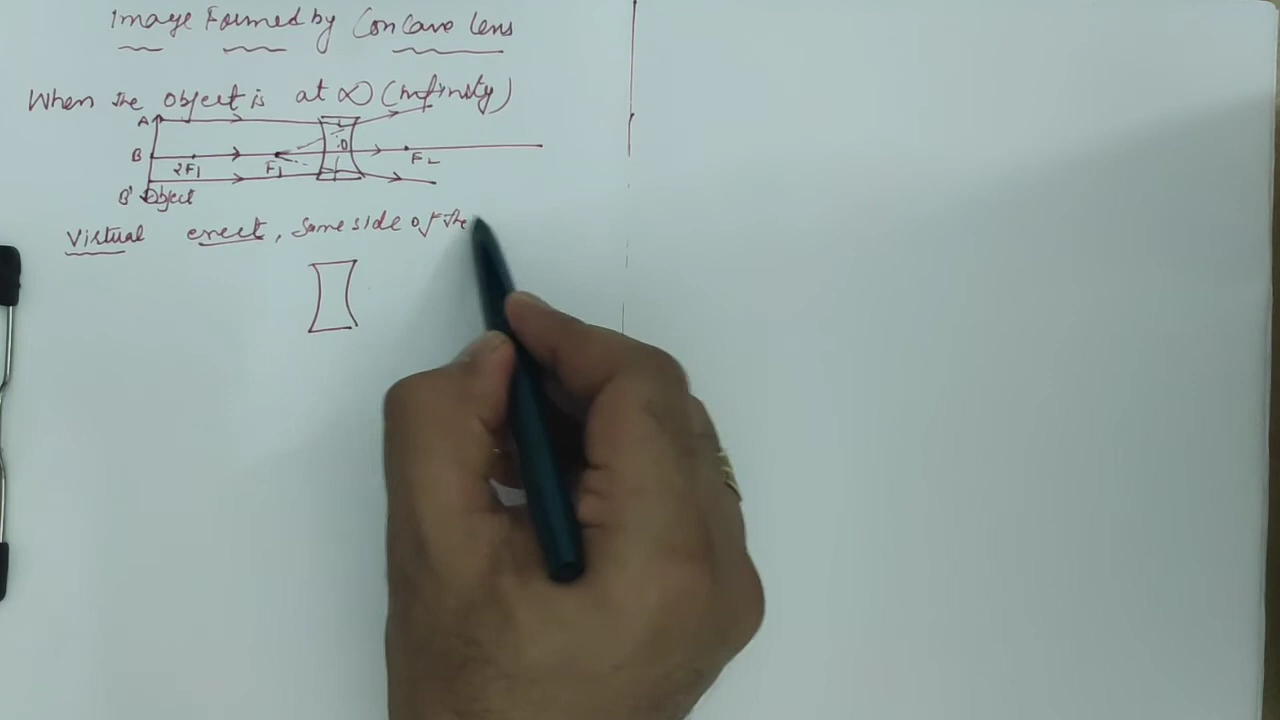 Image Formed by Concave lens
When the object is at ∞ (infinity)
A
B O
2F1 F1 F2
B' Object
Virtual erect, Same side of the